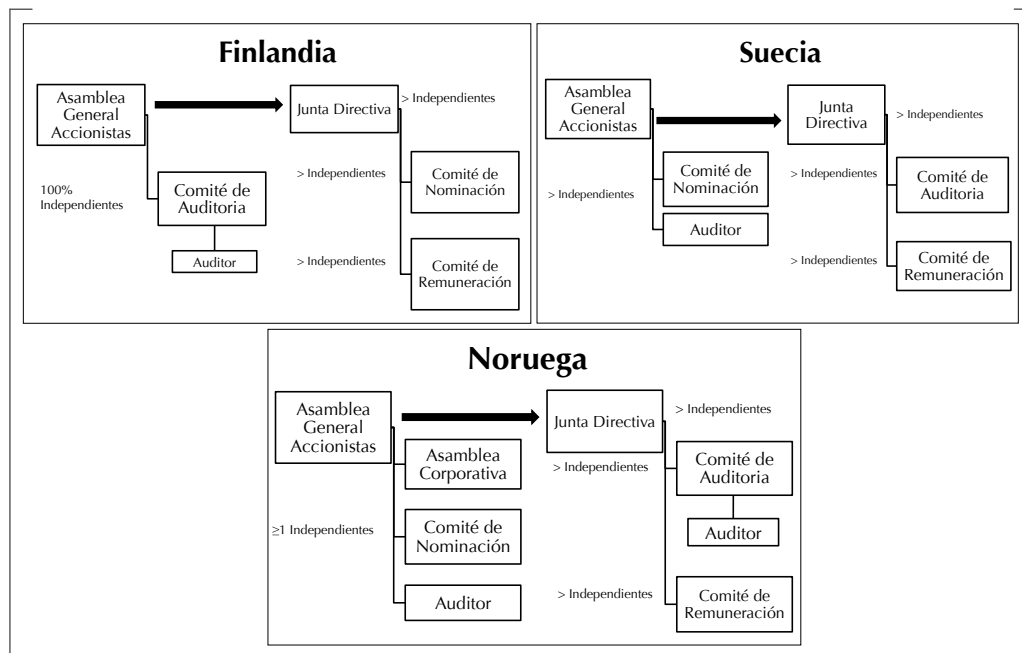 Finlandia
Asamblea
General
Accionistas
Junta Directiva
> Independientes
100%
Independientes
Comité de
Auditoria
Auditor
> Independientes
Comité de
Nominación
> Independientes
Comité de
Remuneración
Suecia
Asamblea
General
Accionistas
Junta
Directiva
> Independientes
> Independientes
Comité de
Nominación
Auditor
> Independientes
Comité de
Auditoria
> Independientes
Comité de
Remuneración
Noruega
Asamblea
General
Accionistas
Junta Directiva
> Independientes
Asamblea
Corporativa
≥1 Independientes
Comité de
Nominación
Auditor
> Independientes
Comité de
Auditoria
Auditor
> Independientes
Comité de
Remuneración